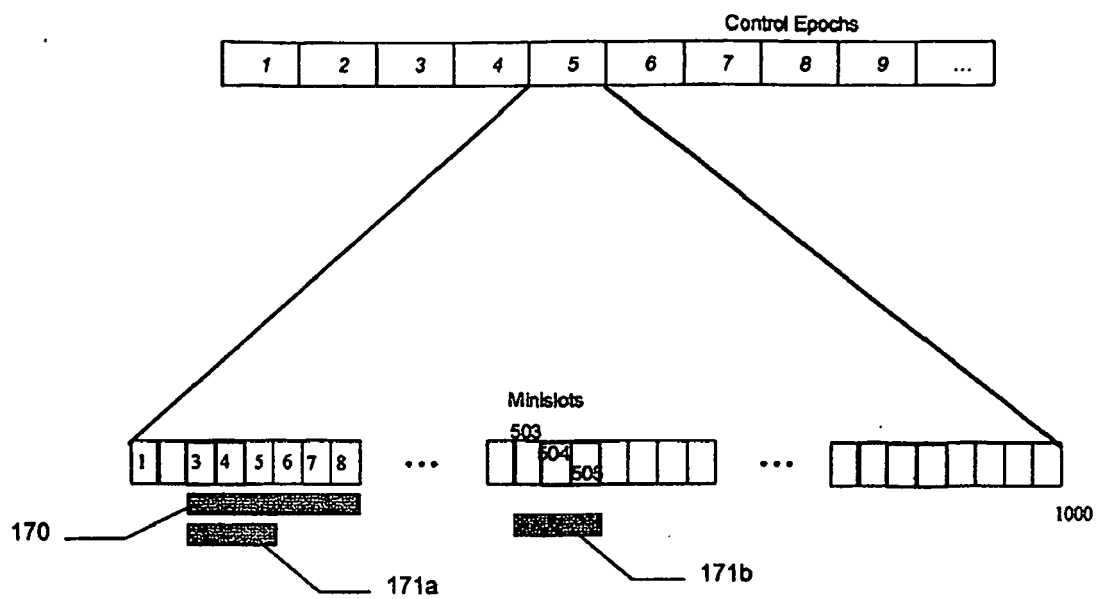 Control Epochs
1 2 3 4 5 6 7 8 9 ...
Minislots
503
1 3 4 5 6 7 8 ••• 504 505 •••
1000
170
171a 171b